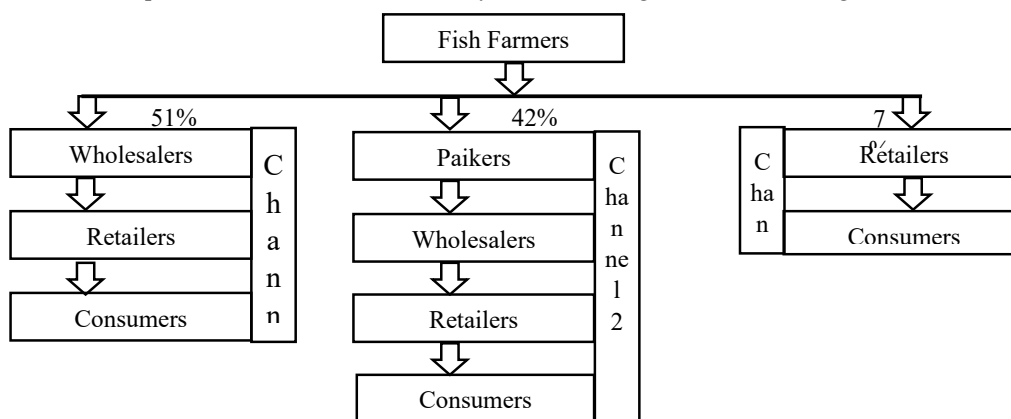 Fish Farmers
51%
42%
7
%
Wholesalers
Retailers
Consumers
C
h
a
n
n
Paikers
Wholesalers
Retailers
Consumers
C
ha
n
ne
l 2
C
ha
n
Retailers
Consumers